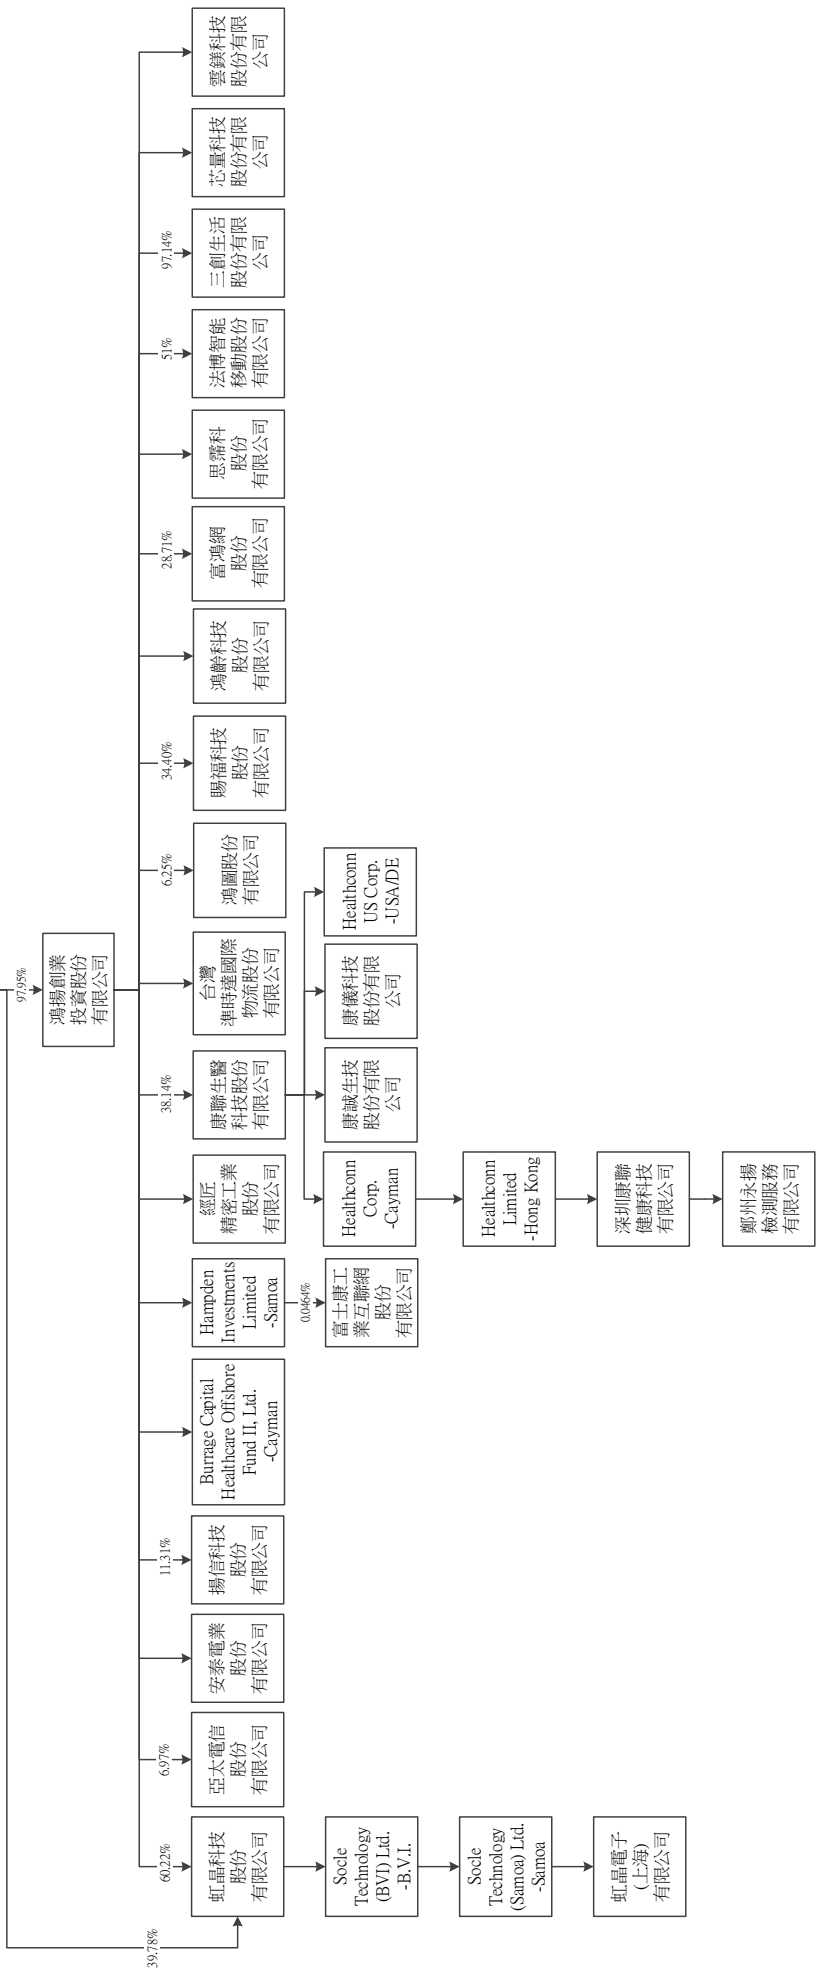 97.95%
鴻揚創業
投資股份
有限公司
39.78%
60.22%
虹晶科技
股份
有限公司
6.97%
亞太電信
股份
有限公司
安泰電業
股份
有限公司
11.31%
揚信科技
股份
有限公司
Burrage Capital
Healthcare Offshore
Fund II, Ltd.
-Cayman
Hampden
Investments
Limited
-Samoa
經匠
精密工業
股份
有限公司
38.14%
康聯生醫
科技股份
有限公司
台灣
準時達國際
物流股份
有限公司
6.25%
鴻圖股份
有限公司
34.40%
賜福科技
股份
有限公司
鴻齡科技
股份
有限公司
28.71%
富鴻網
股份
有限公司
思霈科
股份
有限公司
51%
法博智能
移動股份
有限公司
97.14%
三創生活
股份有限
公司
芯量科技
股份有限
公司
雲鎂科技
股份有限
公司
Socle
Technology
(BVI) Ltd.
-B.V.I.
0.0464%
富士康工
業互聯網
股份
有限公司
Healthconn
Corp.
-Cayman
康誠生技
股份有限
公司
康儀科技
股份有限
公司
Healthconn
US Corp.
-USA/DE
Socle
Technology
(Samoa) Ltd.
-Samoa
Healthconn
Limited
-Hong Kong
虹晶電子
(上海)
有限公司
深圳康聯
健康科技
有限公司
鄭州永揚
檢測服務
有限公司